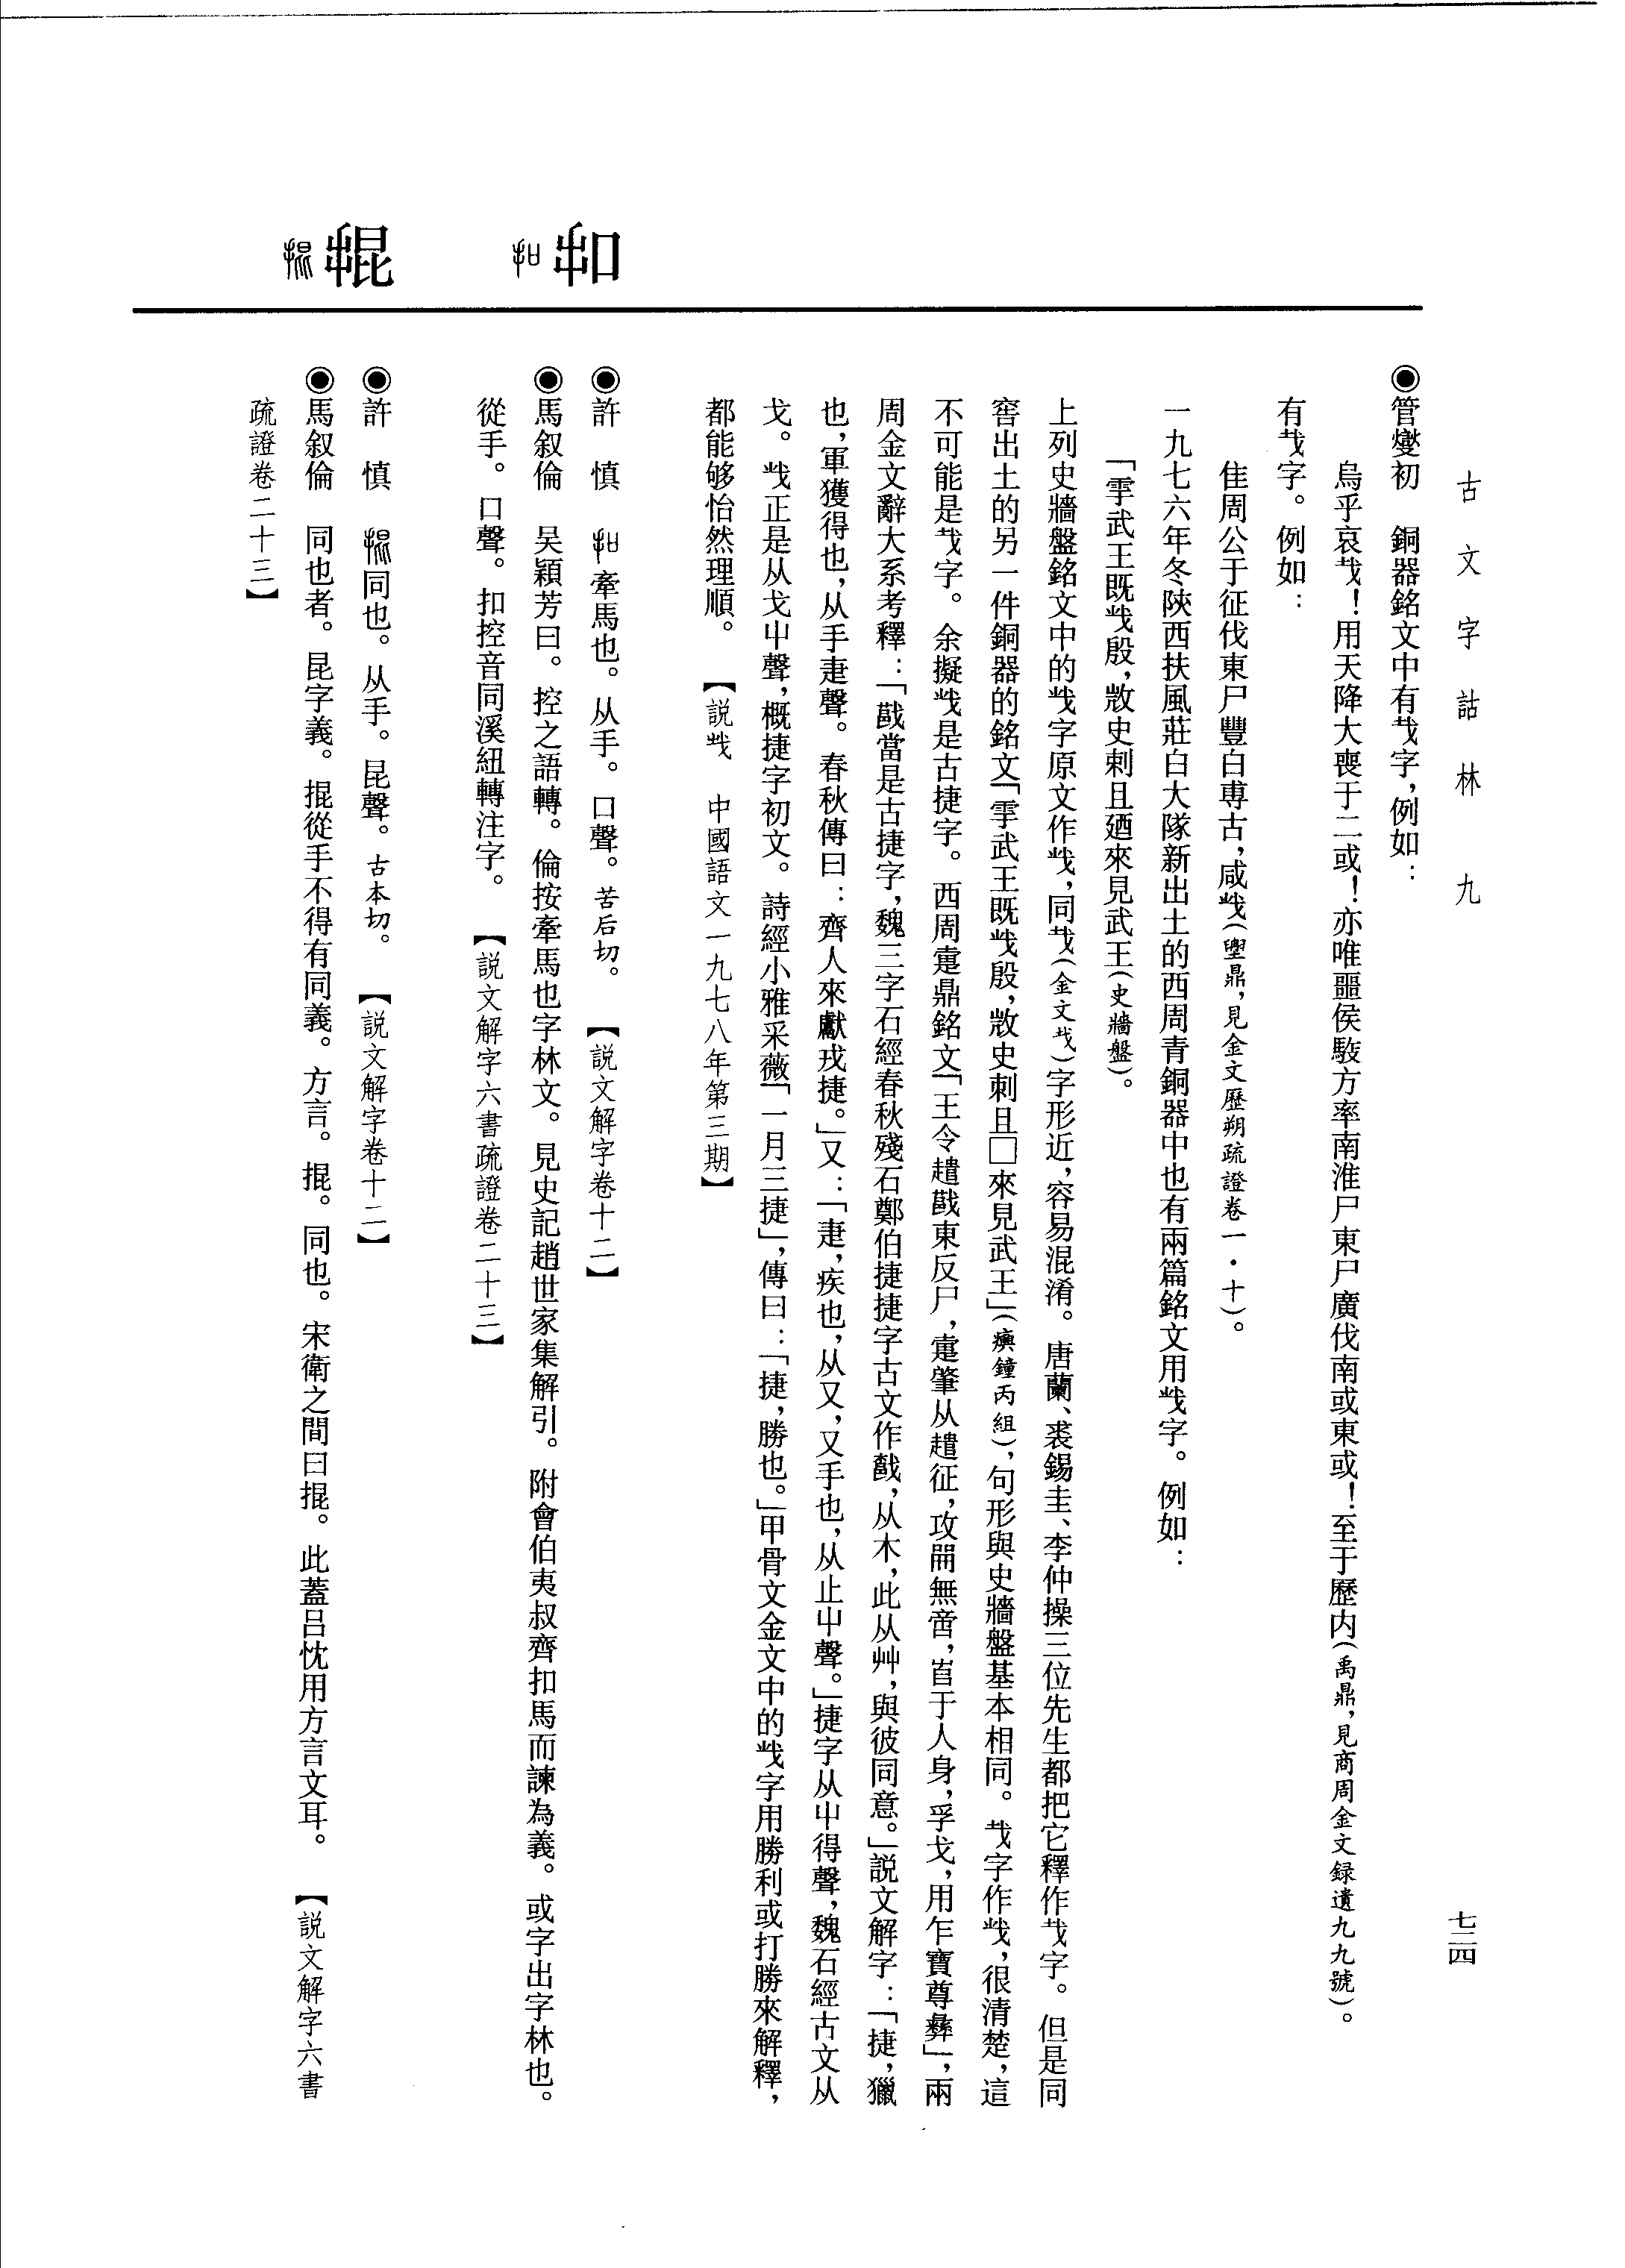 古文字詁林 九
七二四
◉管燮初 銅器銘文中有𢦏字，例如：
烏乎哀𢦏！用天降大喪于二或！亦唯噩侯馭方率南淮尸東尸廣伐南或東或！至于歷内（禹鼎，見商周金文録遺九九號）。
有𢦏字。例如：
隹周公于征伐東尸豐白尃古，咸𢦔（𡔲鼎，見金文歷朔疏證卷一·十）。
一九七六年冬陝西扶風莊白大隊新出土的西周青銅器中也有兩篇銘文用𢦔字。例如：
「雩武王既𢦔殷，㪤史剌且廼來見武王（史牆盤）。
上列史牆盤銘文中的𢦔字原文作𢦔，同𢦏（金文𢦏）字形近，容易混淆。唐蘭、裘錫圭、李仲操三位先生都把它釋作𢦏字。但是同
窖出土的另一件銅器的銘文「雩武王既𢦔殷，㪤史刺且□來見武王」（㾓鐘丙組），句形與史牆盤基本相同。𢦏字作𢦔，很清楚，這
不可能是𢦏字。余擬𢦔是古捷字。西周疐鼎銘文「王令趞東反尸，疐肇从趞征，攻開無啻，省于人身，孚戈，用乍寶尊彝」，兩
周金文辭大系考釋：「當是古捷字，魏三字石經春秋殘石鄭伯捷捷字古文作，从木，此从艸，與彼同意。」説文解字：「捷，獵
也，軍獲得也，从手疌聲。春秋傳曰：齊人來獻戎捷。」又：「疌，疾也，从又，又手也，从止屮聲。」捷字从屮得聲，魏石經古文从
戈。𢦔正是从戈屮聲，概捷字初文。詩經小雅采薇「一月三捷」，傳曰：「捷，勝也。」甲骨文金文中的𢦔字用勝利或打勝來解釋，
都能够怡然理順。【説𢦔 中國語文一九七八年第三期】
扣
◉許 慎 扣牽馬也。从手。口聲。苦后切。【説文解字卷十二】
◉馬叙倫 吴穎芳曰。控之語轉。倫按牽馬也字林文。見史記趙世家集解引。附會伯夷叔齊扣馬而諫為義。或字出字林也。
從手。口聲。扣控音同溪紐轉注字。【説文解字六書疏證卷二十三】
掍
◉許 慎 掍同也。从手。昆聲。古本切。【説文解字卷十二】
◉馬叙倫 同也者。昆字義。掍從手不得有同義。方言。掍。同也。宋衛之間曰掍。此蓋吕忱用方言文耳。【説文解字六書
疏證卷二十三】